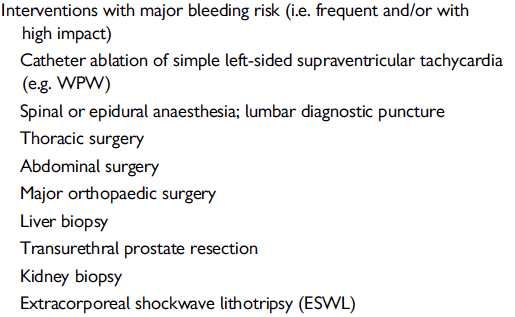 Interventions with major bleeding risk (i.e. frequent and/or with
high impact)
Catheter ablation of simple left-sided supraventricular tachycardia
(e.g. WPW)
Spinal or epidural anaesthesia; lumbar diagnostic puncture
Thoracic surgery
Abdominal surgery
Major orthopaedic surgery
Liver biopsy
Transurethral prostate resection
Kidney biopsy
Extracorporeal shockwave lithotripsy (ESWL)